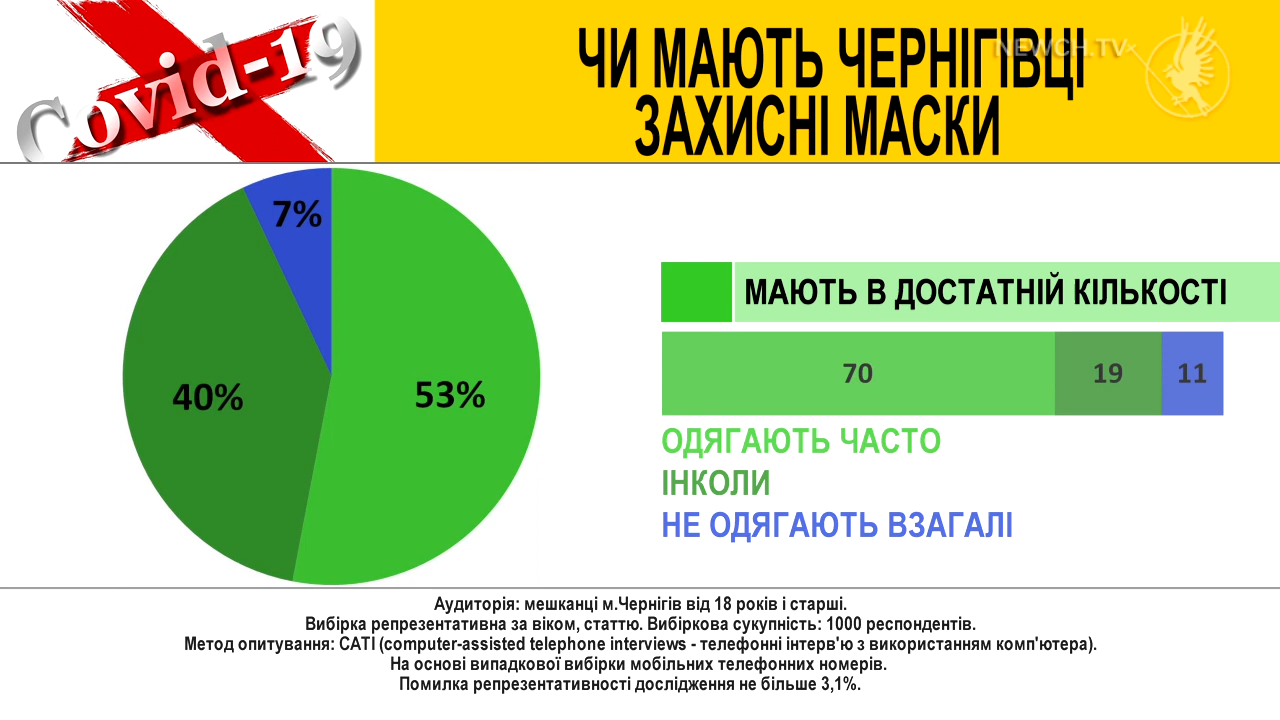 Covid-19
ЧИ МАЮТЬ ЧЕРНІГІВЦІ
ЗАХИСНІ МАСКИ
NEWCH.TV
7%
40%
53%
МАЮТЬ В ДОСТАТНІЙ КІЛЬКОСТІ
70 19 11
ОДЯГАЮТЬ ЧАСТО
ІНКОЛИ
НЕ ОДЯГАЮТЬ ВЗАГАЛІ
Аудиторія: мешканці м.Чернігів від 18 років і старші.
Вибірка репрезентативна за віком, статтю. Вибіркова сукупність: 1000 респондентів.
Метод опитування: CATI (computer-assisted telephone interviews - телефонні інтерв'ю з використанням комп'ютера).
На основі випадкової вибірки мобільних телефонних номерів.
Помилка репрезентативності дослідження не більше 3,1%.